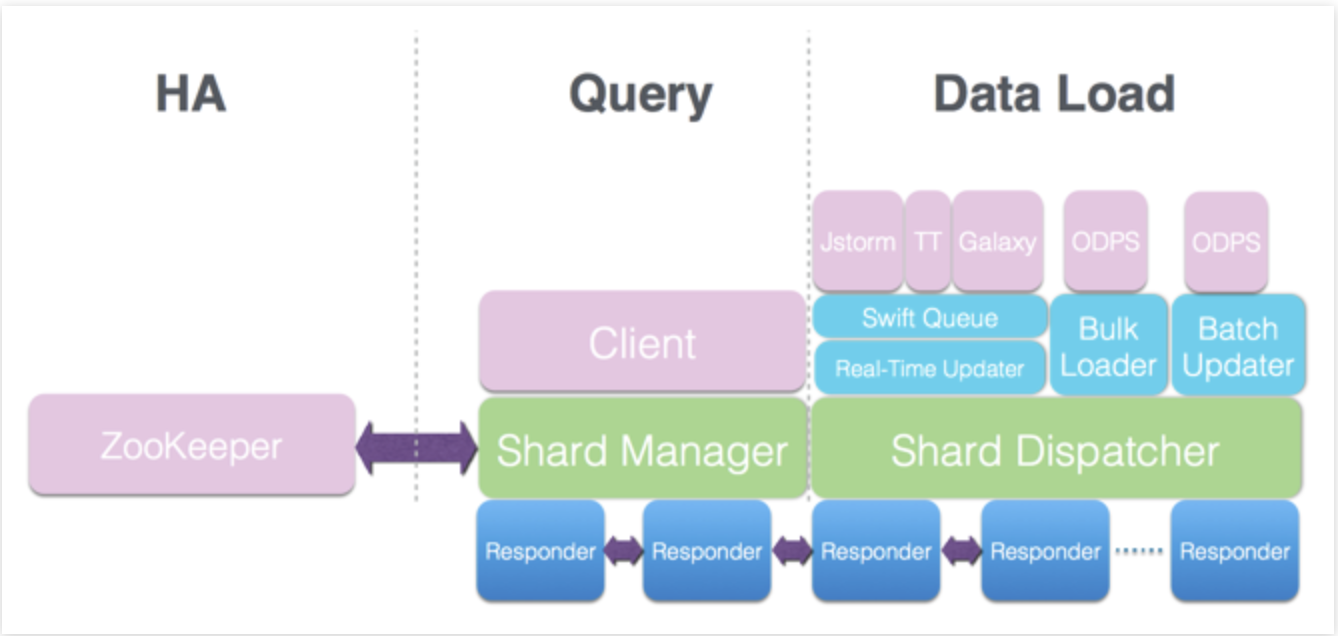 HA
Query
Data Load
Jstorm
TT
Galaxy
ODPS
ODPS
Client
Swift Queue
Real-Time Updater
Bulk
Loader
Batch
Updater
ZooKeeper
Shard Manager
Shard Dispatcher
Responder
Responder
Responder
Responder
Responder